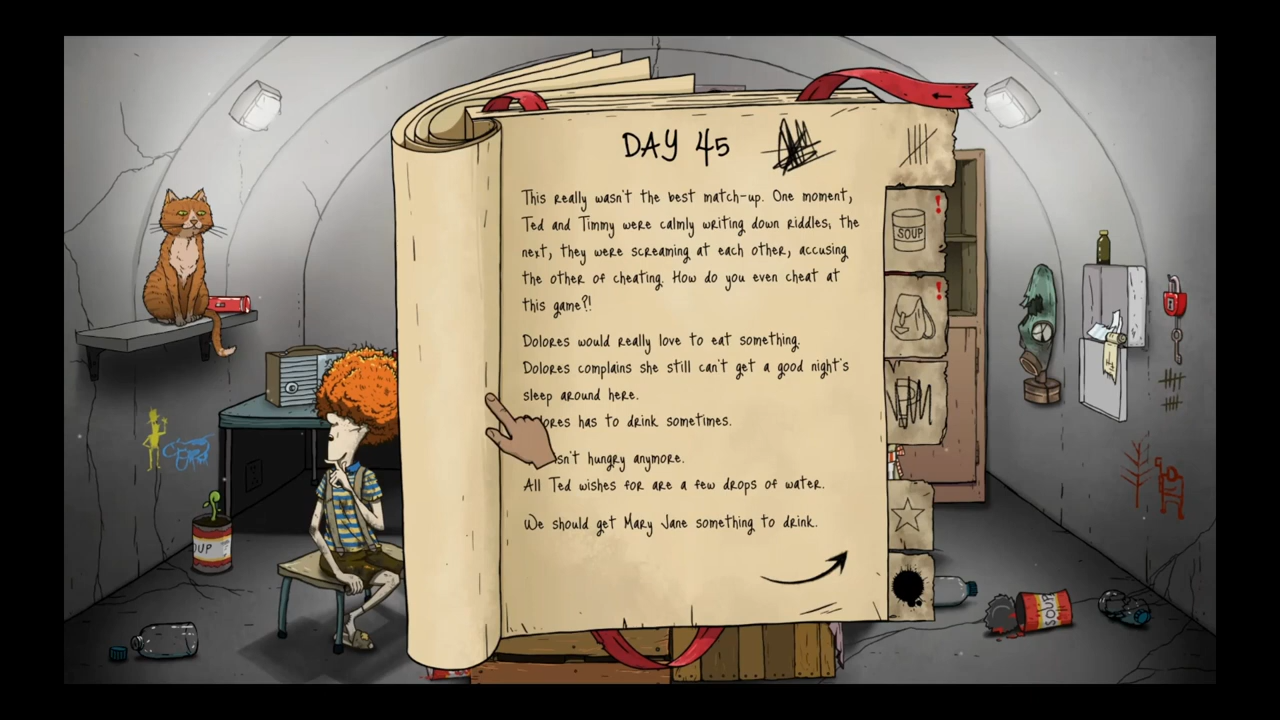 DAY 45
This really wasn't the best match-up. One moment,
Ted and Timmy were calmly writing down riddles, the
next, they were screaming at each other, accusing
the other of cheating. How do you even cheat at
this game?!
Dolores would really love to eat something.
Dolores complains she still can't get a good night's
sleep around here.
has to drink sometimes.
isn't hungry anymore.
All Ted wishes for are a few drops of water.
We should get Mary Jane something to drink.
!
SOUP
!
SOUP